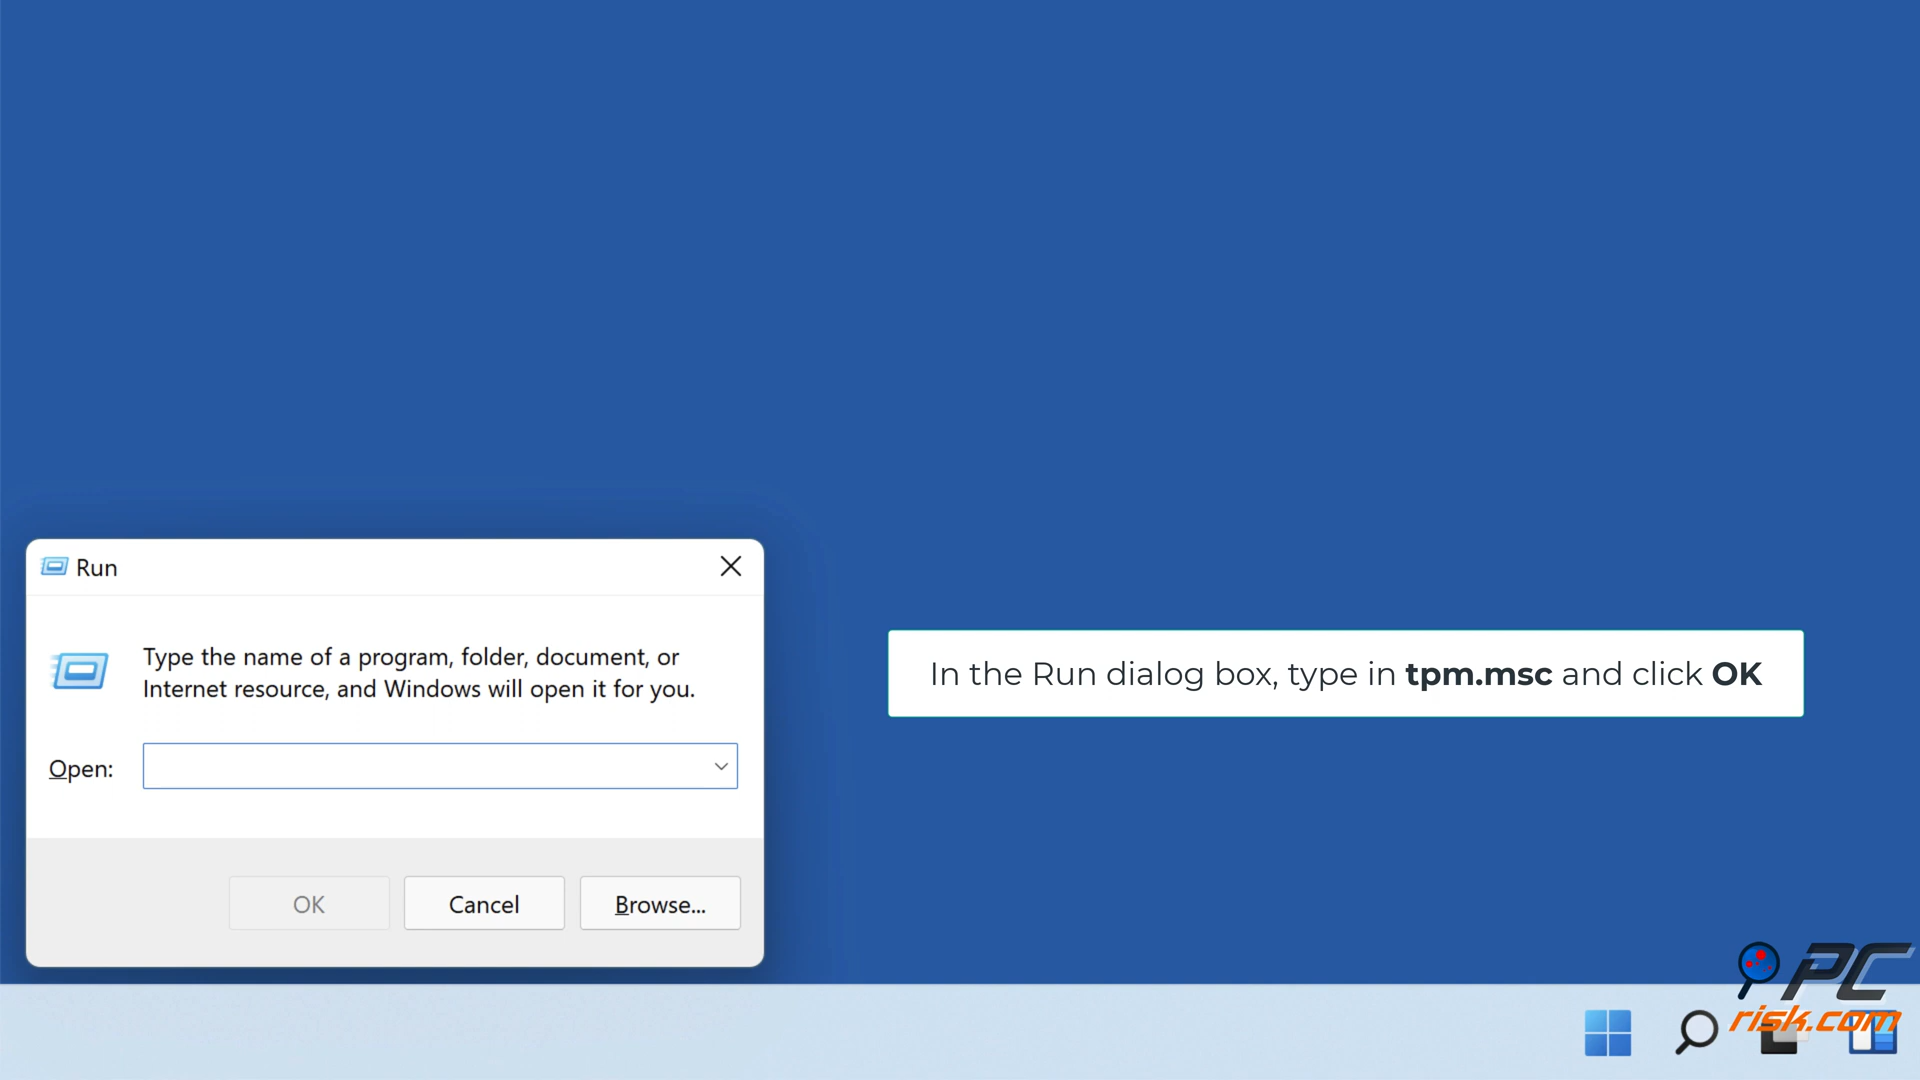 Run
Type the name of a program, folder, document, or
Internet resource, and Windows will open it for you.
Open:
OK
Cancel
Browse...
In the Run dialog box, type in tpm.msc and click OK
PC
risk.com